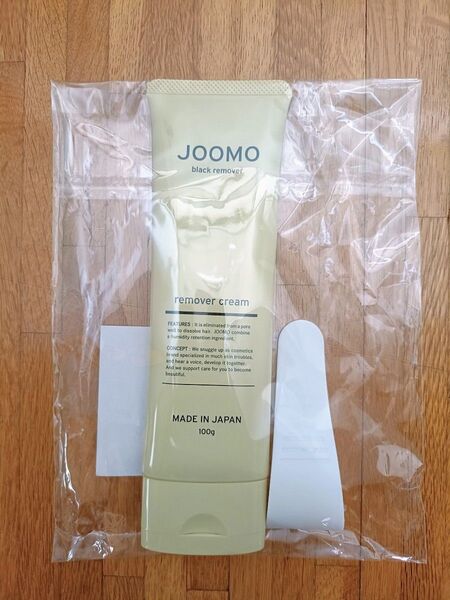 JOOMO
black remover
remover cream
FEATURES : It is eliminated from a pore
well to dissolve hair. JOOMO combine
a humidity retention ingredient.
CONCEPT : We snuggle up as cosmetics
brand specialized in much skin troubles,
and hear a voice, develop it together.
And we support care for you to become
beautiful.
MADE IN JAPAN
100g